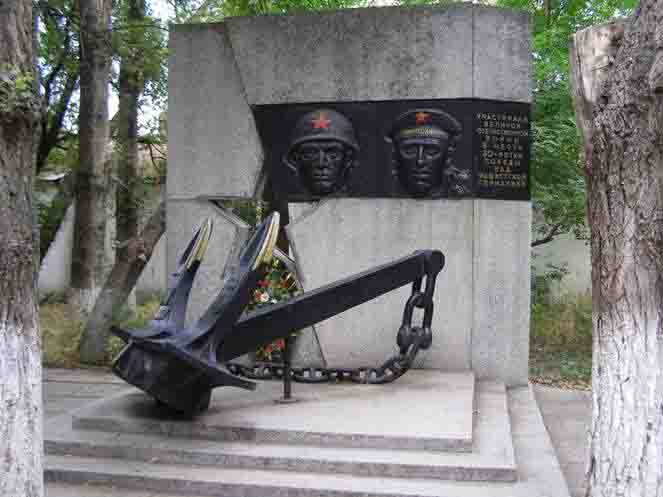 УЧАСТНИКАМ
ВЕЛИКОЙ
ОТЕЧЕСТВЕННОЙ
ВОЙНЫ
В ЧЕСТЬ
30-ЛЕТИЯ
ПОБЕДЫ
НАД
ФАШИСТСКОЙ
ГЕРМАНИЕЙ